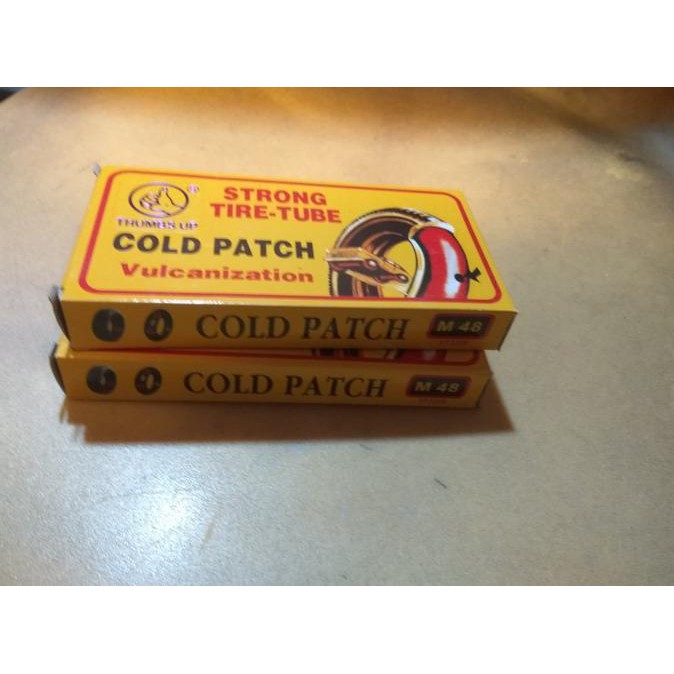 ®
THUMBS UP
STRONG
TIRE-TUBE
COLD PATCH
Vulcanization
COLD PATCH M 48
COLD PATCH M 48